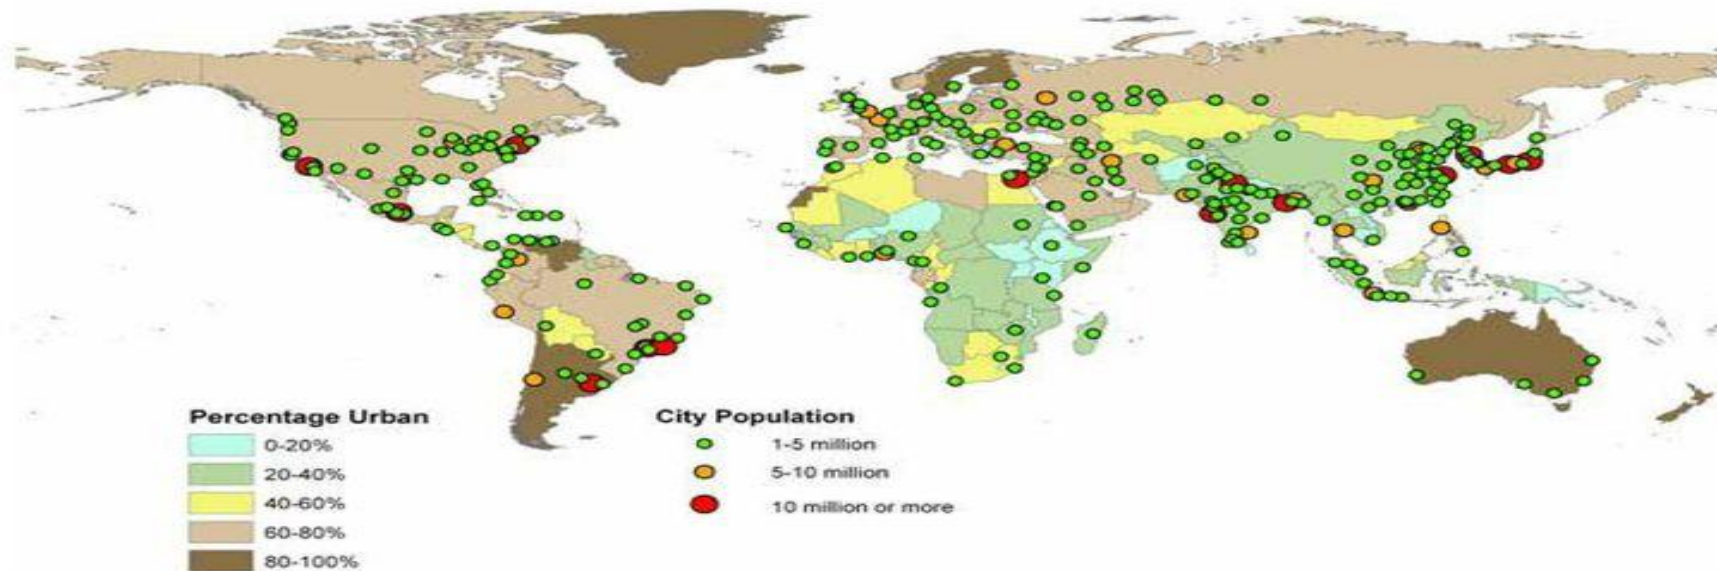 Percentage Urban
0-20%
20-40%
40-60%
60-80%
80-100%
City Population
1-5 million
5-10 million
10 million or more